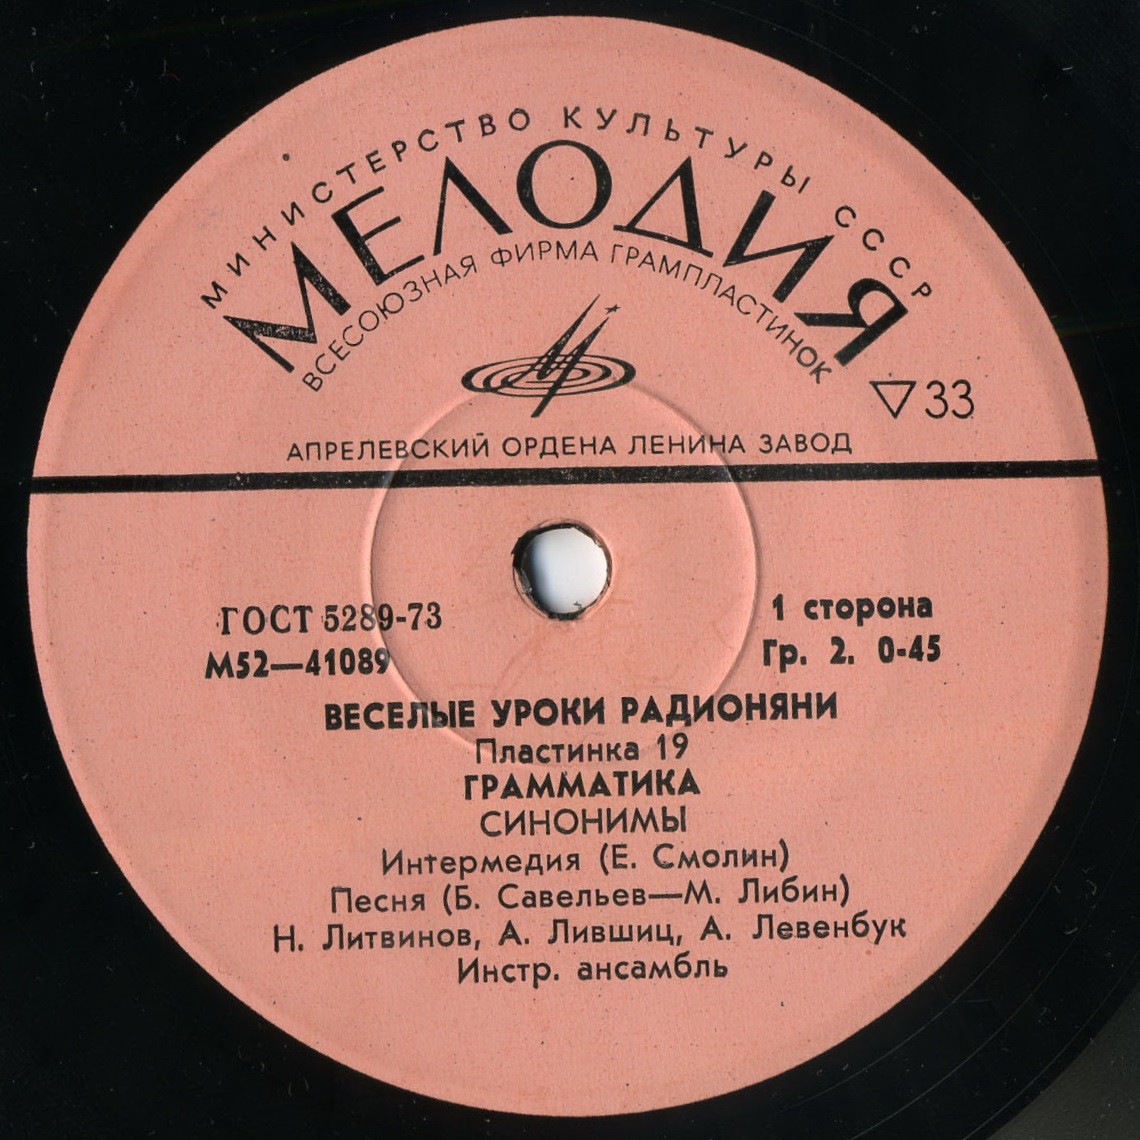 МИНИСТЕРСТВО КУЛЬТУРЫ СССР
МЕЛОДИЯ
ВСЕСОЮЗНАЯ ФИРМА ГРАМПЛАСТИНОК
33
АПРЕЛЕВСКИЙ ОРДЕНА ЛЕНИНА ЗАВОД
ГОСТ 5289-73
1 сторона
М52—41089
Гр. 2. 0-45
ВЕСЕЛЫЕ УРОКИ РАДИОНЯНИ
Пластинка 19
ГРАММАТИКА
СИНОНИМЫ
Интермедия (Е. Смолин)
Песня (Б. Савельев—М. Либин)
Н. Литвинов, А. Лившиц, А. Левенбук
Инстр. ансамбль